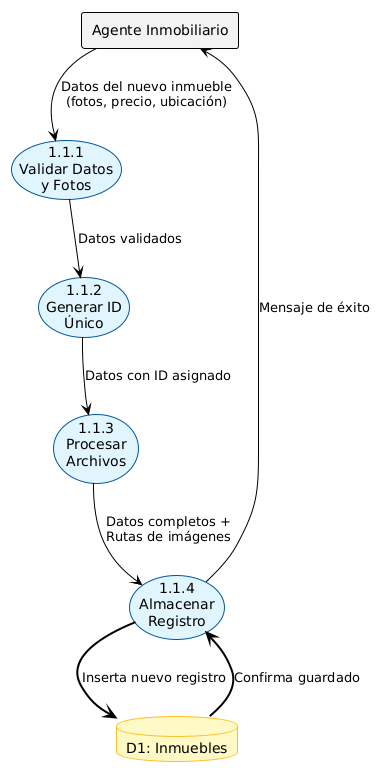 Agente Inmobiliario
Datos del nuevo inmueble
(fotos, precio, ubicación)
1.1.1
Validar Datos
y Fotos
Datos validados
1.1.2
Generar ID
Único
Mensaje de éxito
Datos con ID asignado
1.1.3
Procesar
Archivos
Datos completos +
Rutas de imágenes
1.1.4
Almacenar
Registro
Inserta nuevo registro
Confirma guardado
D1: Inmuebles